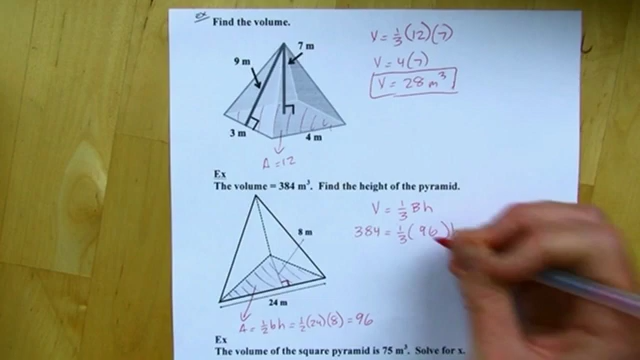 ex
Find the volume.
9 m
7 m
3 m
4 m
A = 12
V = 1/3 (12)(7)
V = 4(7)
V = 28 m³
Ex
The volume = 384 m³. Find the height of the pyramid.
8 m
24 m
A = 1/2 bh = 1/2 (24)(8) = 96
V = 1/3 Bh
384 = 1/3 (96)h
Ex
The volume of the square pyramid is 75 m³. Solve for x.